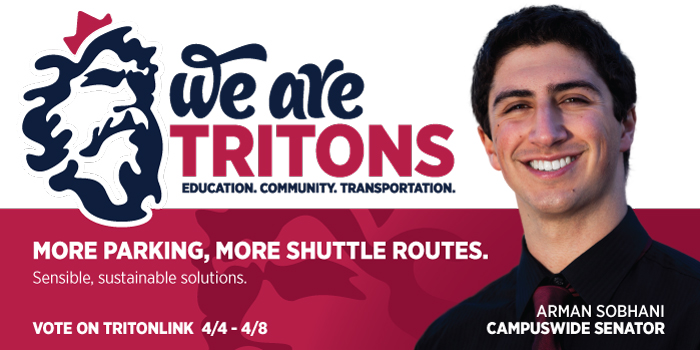 we are
TRITONS
EDUCATION. COMMUNITY. TRANSPORTATION.
MORE PARKING, MORE SHUTTLE ROUTES.
Sensible, sustainable solutions.
VOTE ON TRITONLINK 4/4 - 4/8
ARMAN SOBHANI
CAMPUSWIDE SENATOR